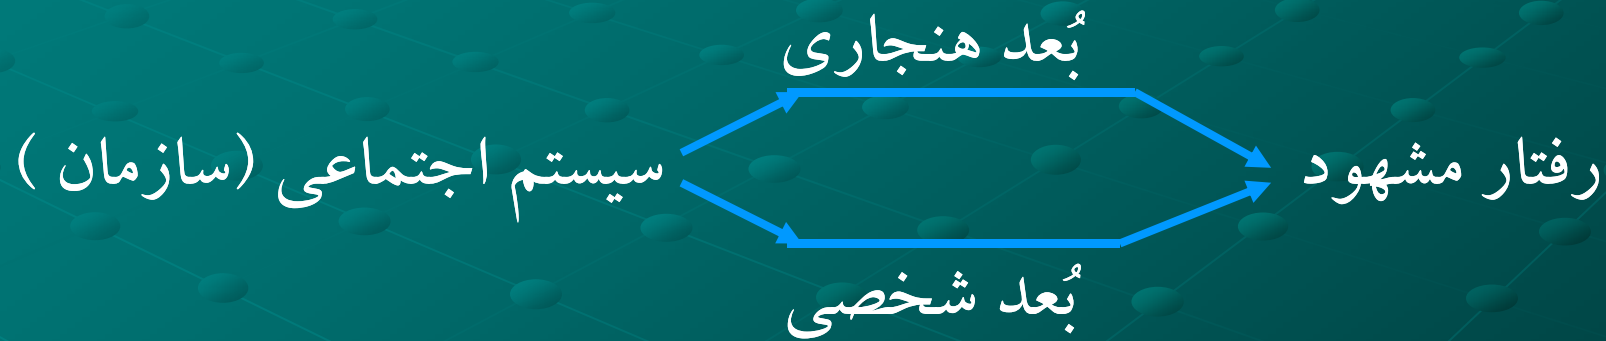 بُعد هنجاری
سیستم اجتماعی (سازمان )
رفتار مشهود
بُعد شخصی